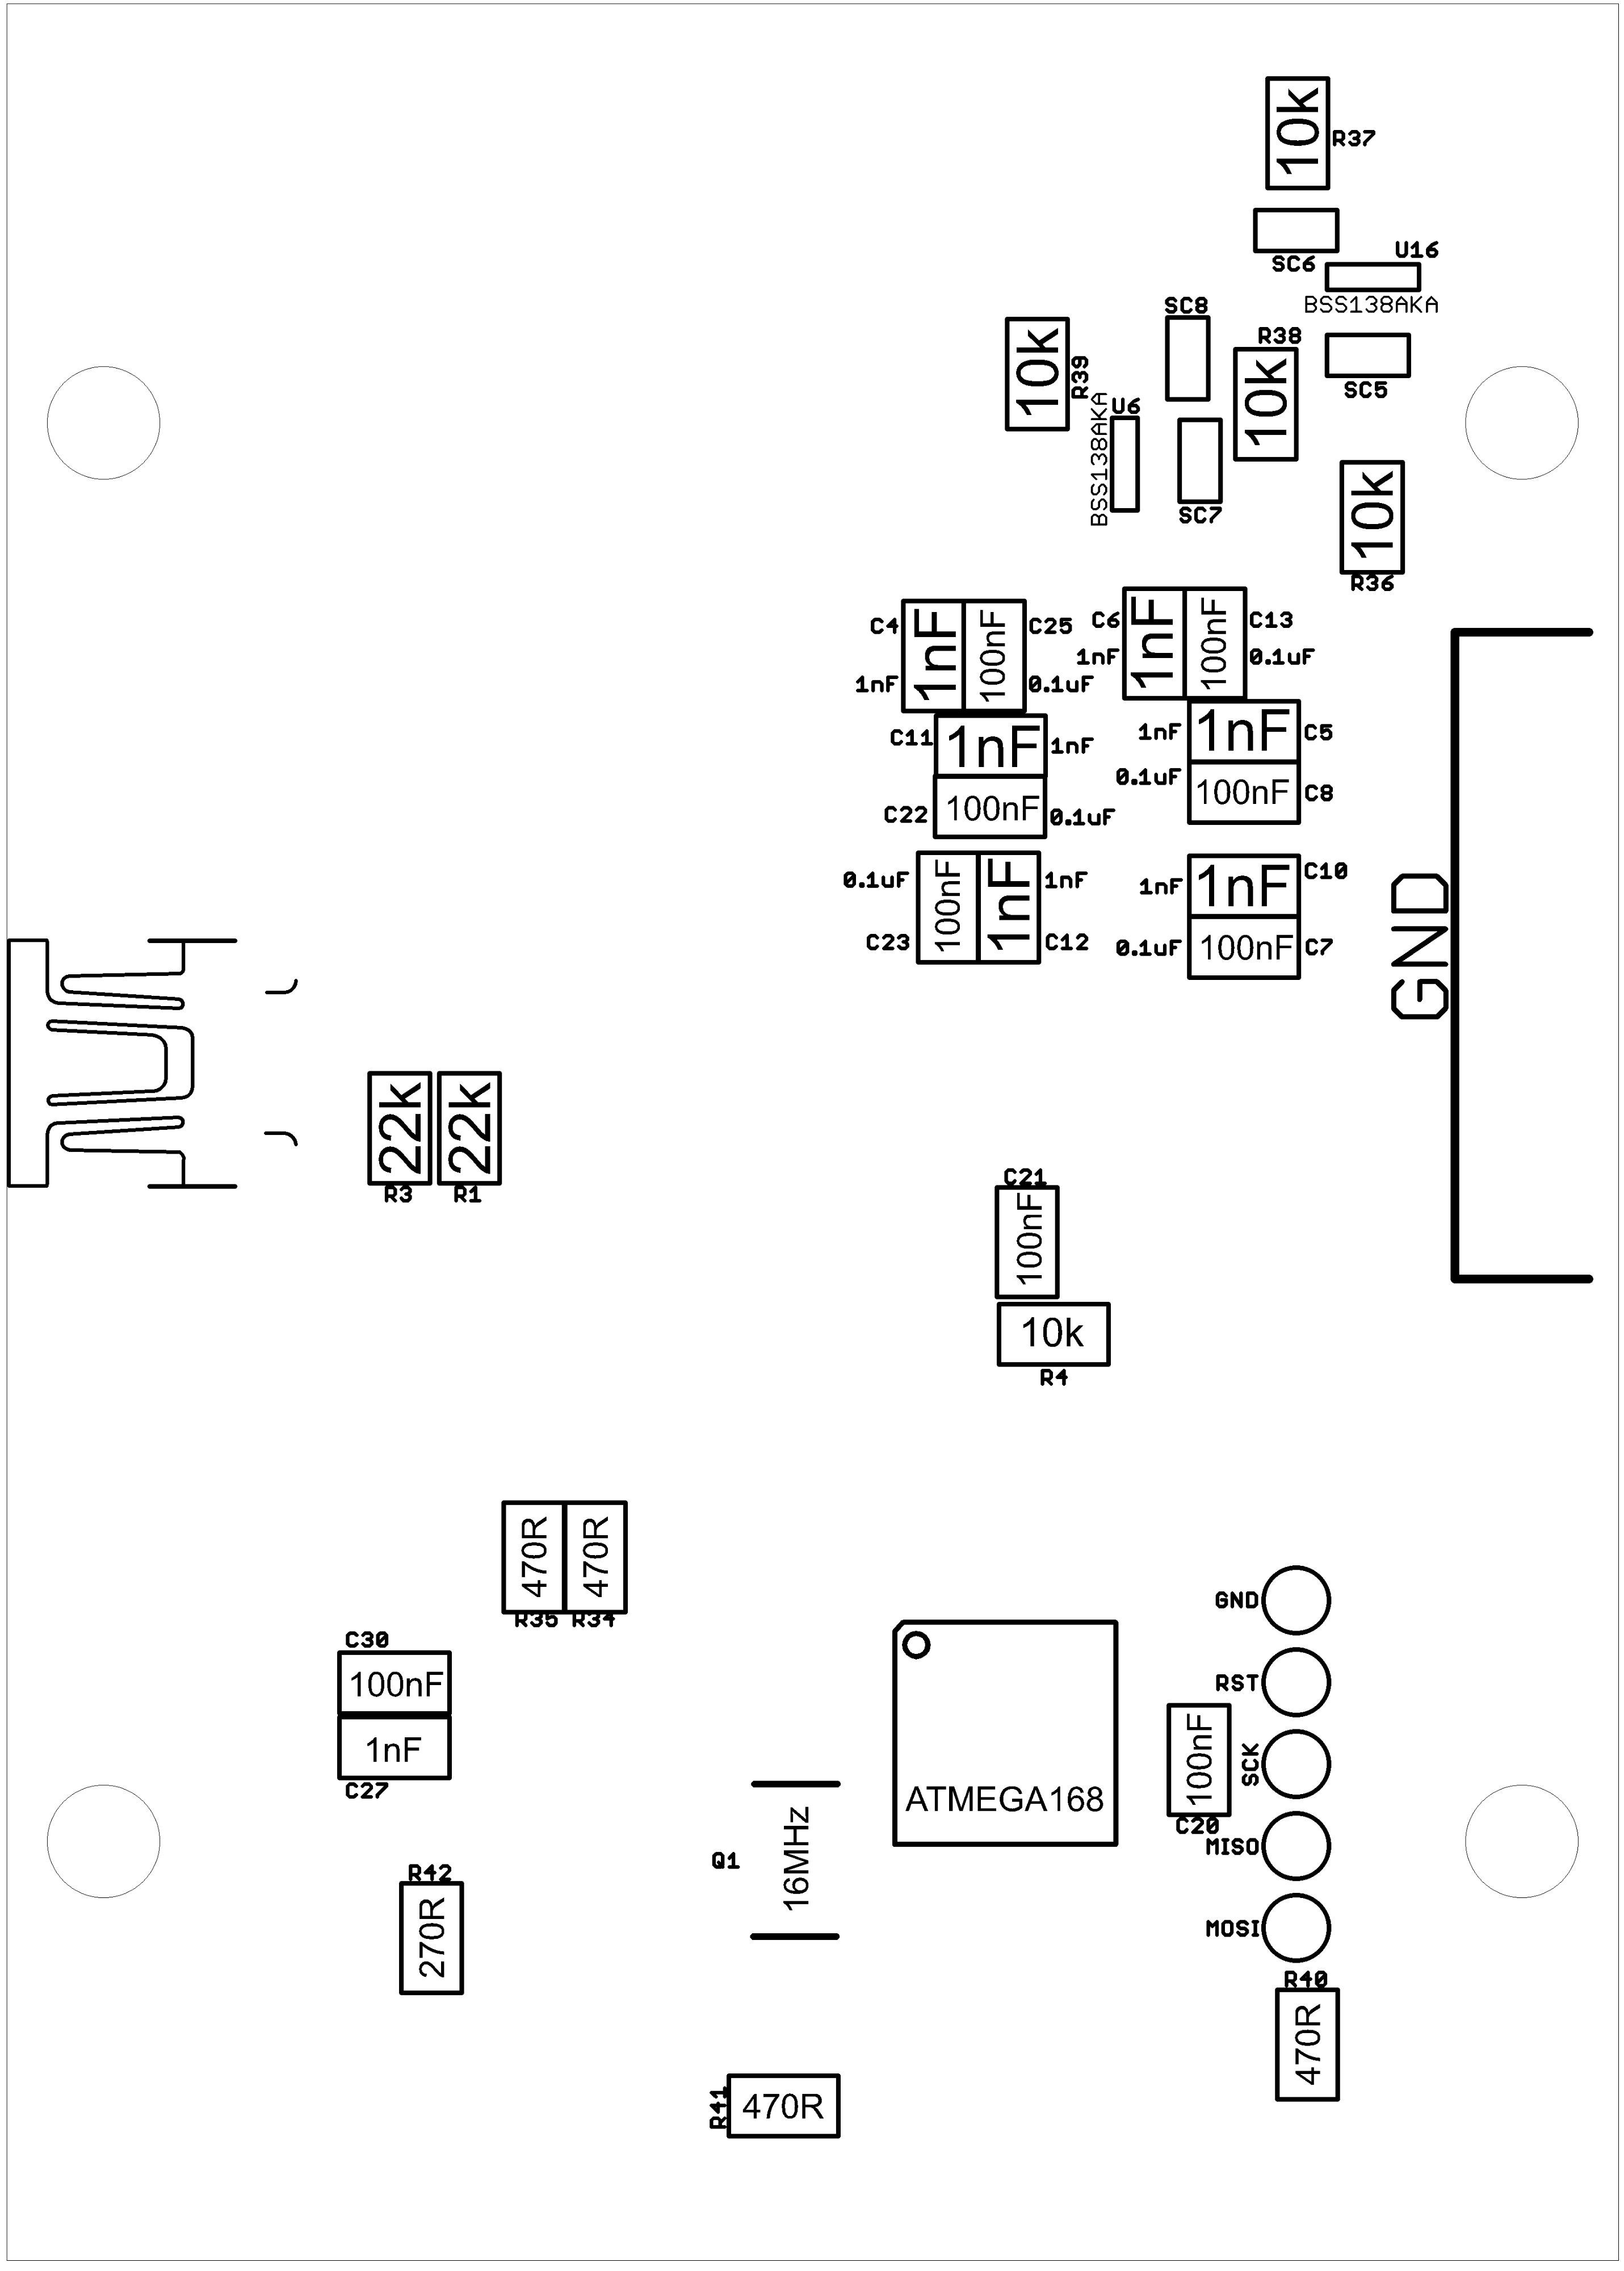 10k
R37
SC6
U16
BSS138AKA
SC8
R38
10k
R39
10k
SC5
U6
BSS138AKA
SC7
10k
R36
C4
1nF
1nF
100nF
C25
0.1uF
C6
1nF
1nF
100nF
C13
0.1uF
C11
1nF
1nF
1nF
1nF
C5
C22
100nF
0.1uF
0.1uF
100nF
C8
0.1uF
C23
100nF
1nF
1nF
C12
1nF
1nF
C10
0.1uF
100nF
C7
GND
22k
R3
22k
R1
C21
100nF
10k
R4
470R
R35
470R
R34
GND
C30
100nF
1nF
C27
RST
ATMEGA168
100nF
C20
SCK
MISO
Q1
16MHz
R42
270R
MOSI
R40
470R
R41
470R